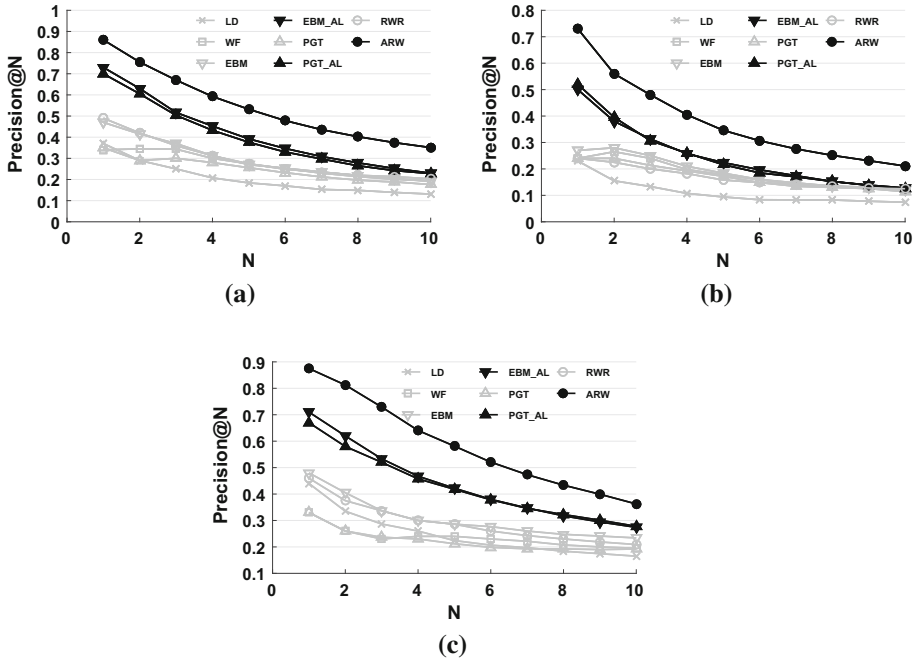 1
0.9
0.8
0.7
0.6
0.5
0.4
0.3
0.2
0.1
0
Precision@N
0 2 4 6 8 10
N
LD EBM_AL RWR
WF PGT ARW
EBM PGT_AL
(a)
0.8
0.7
0.6
0.5
0.4
0.3
0.2
0.1
0
Precision@N
0 2 4 6 8 10
N
LD EBM_AL RWR
WF PGT ARW
EBM PGT_AL
(b)
0.9
0.8
0.7
0.6
0.5
0.4
0.3
0.2
0.1
Precision@N
0 2 4 6 8 10
N
LD EBM_AL RWR
WF PGT ARW
EBM PGT_AL
(c)